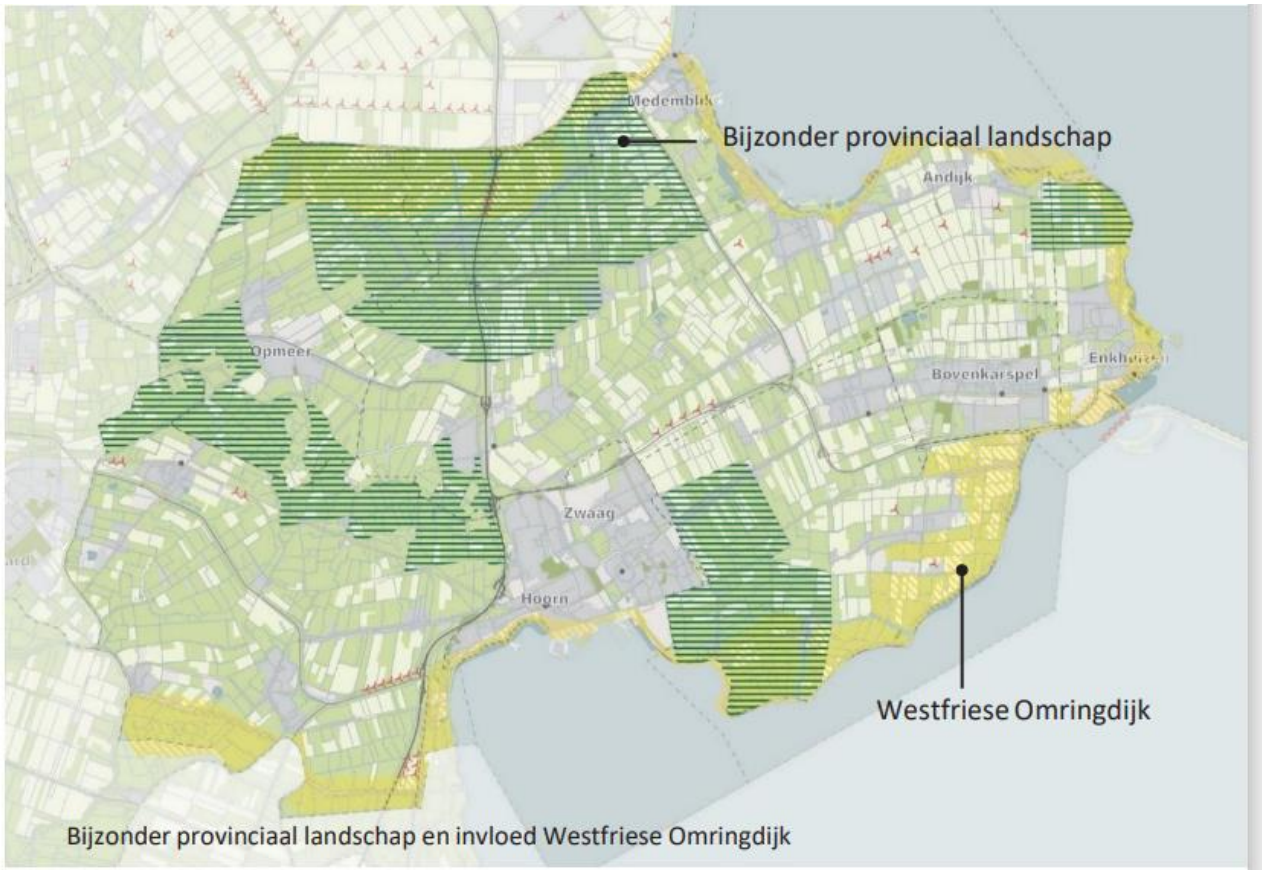 Medemblik
Bijzonder provinciaal landschap
Andijk
Opmeer
Enkhuizen
Bovenkarspel
Zwaag
Hoorn
Westfriese Omringdijk
Bijzonder provinciaal landschap en invloed Westfriese Omringdijk